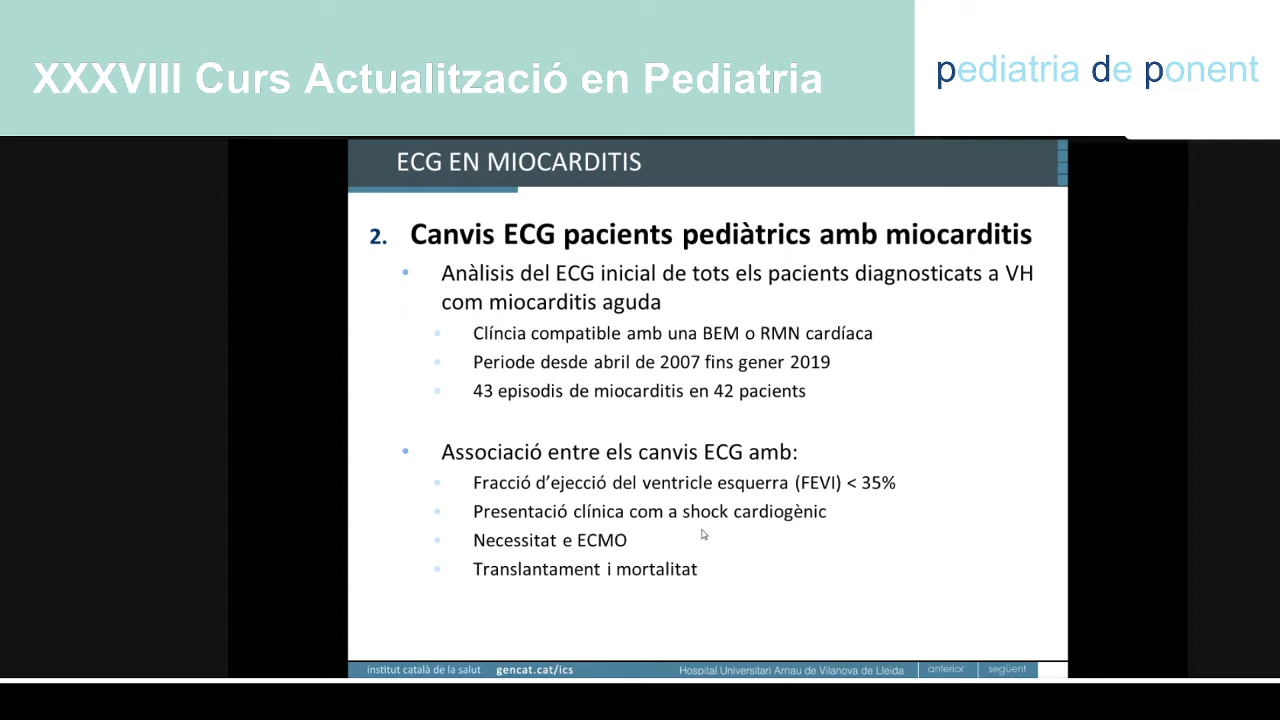 XXXVIII Curs Actualització en Pediatria
pediatria de ponent
ECG EN MIOCARDITIS
2. Canvis ECG pacients pediàtrics amb miocarditis
• Anàlisis del ECG inicial de tots els pacients diagnosticats a VH
com miocarditis aguda
• Clíncia compatible amb una BEM o RMN cardíaca
• Periode desde abril de 2007 fins gener 2019
• 43 episodis de miocarditis en 42 pacients
• Associació entre els canvis ECG amb:
• Fracció d’ejecció del ventricle esquerra (FEVI) < 35%
• Presentació clínica com a shock cardiogènic
• Necessitat e ECMO
• Translantament i mortalitat
institut català de la salut gencat.cat/ics Hospital Universitari Arnau de Vilanova de Lleida anterior següent